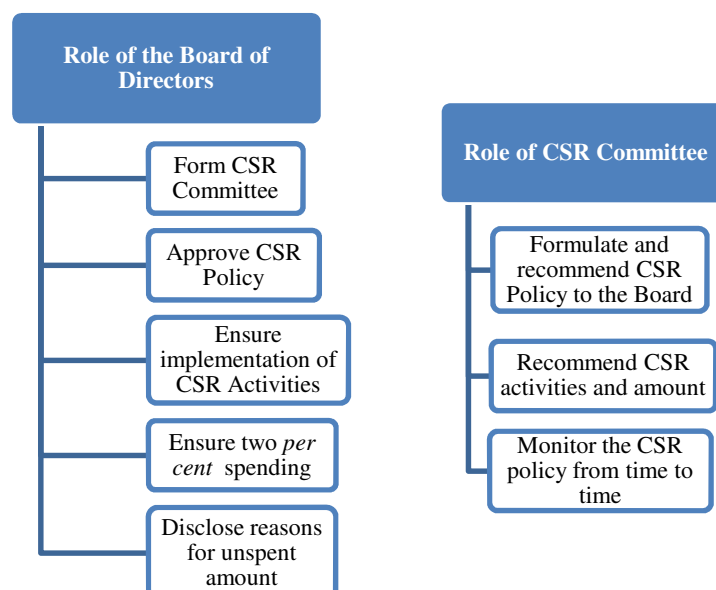 Role of the Board of
Directors
Form CSR
Committee
Approve CSR
Policy
Ensure
implementation of
CSR Activities
Ensure two per
cent spending
Disclose reasons
for unspent
amount
Role of CSR Committee
Formulate and
recommend CSR
Policy to the Board
Recommend CSR
activities and amount
Monitor the CSR
policy from time to
time